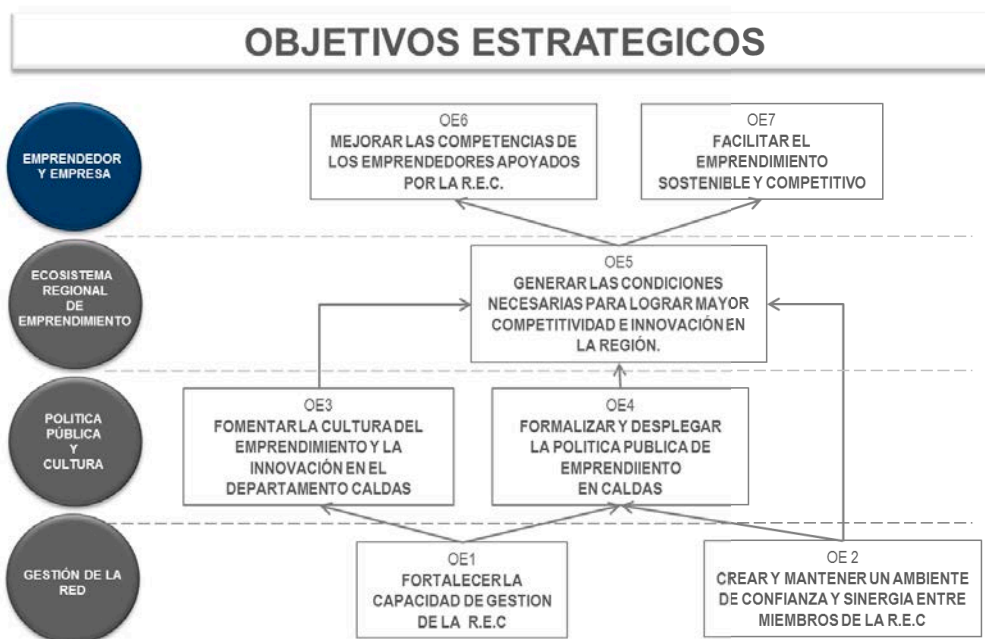 OBJETIVOS ESTRATEGICOS
EMPRENDEDOR
Y EMPRESA
OE6
MEJORAR LAS COMPETENCIAS DE
LOS EMPRENDEDORES APOYADOS
POR LA R.E.C.
OE7
FACILITAR EL
EMPRENDIMIENTO
SOSTENIBLE Y COMPETITIVO
ECOSISTEMA
REGIONAL
DE
EMPRENDIMIENTO
OE5
GENERAR LAS CONDICIONES
NECESARIAS PARA LOGRAR MAYOR
COMPETITIVIDAD E INNOVACIÓN EN
LA REGIÓN.
POLITICA
PÚBLICA
Y
CULTURA
OE3
FOMENTAR LA CULTURA DEL
EMPRENDIMIENTO Y LA
INNOVACIÓN EN EL
DEPARTAMENTO CALDAS
OE4
FORMALIZAR Y DESPLEGAR
LA POLITICA PUBLICA DE
EMPRENDIIENTO
EN CALDAS
GESTIÓN DE LA
RED
OE1
FORTALECER LA
CAPACIDAD DE GESTION
DE LA R.E.C
OE 2
CREAR Y MANTENER UN AMBIENTE
DE CONFIANZA Y SINERGIA ENTRE
MIEMBROS DE LA R.E.C